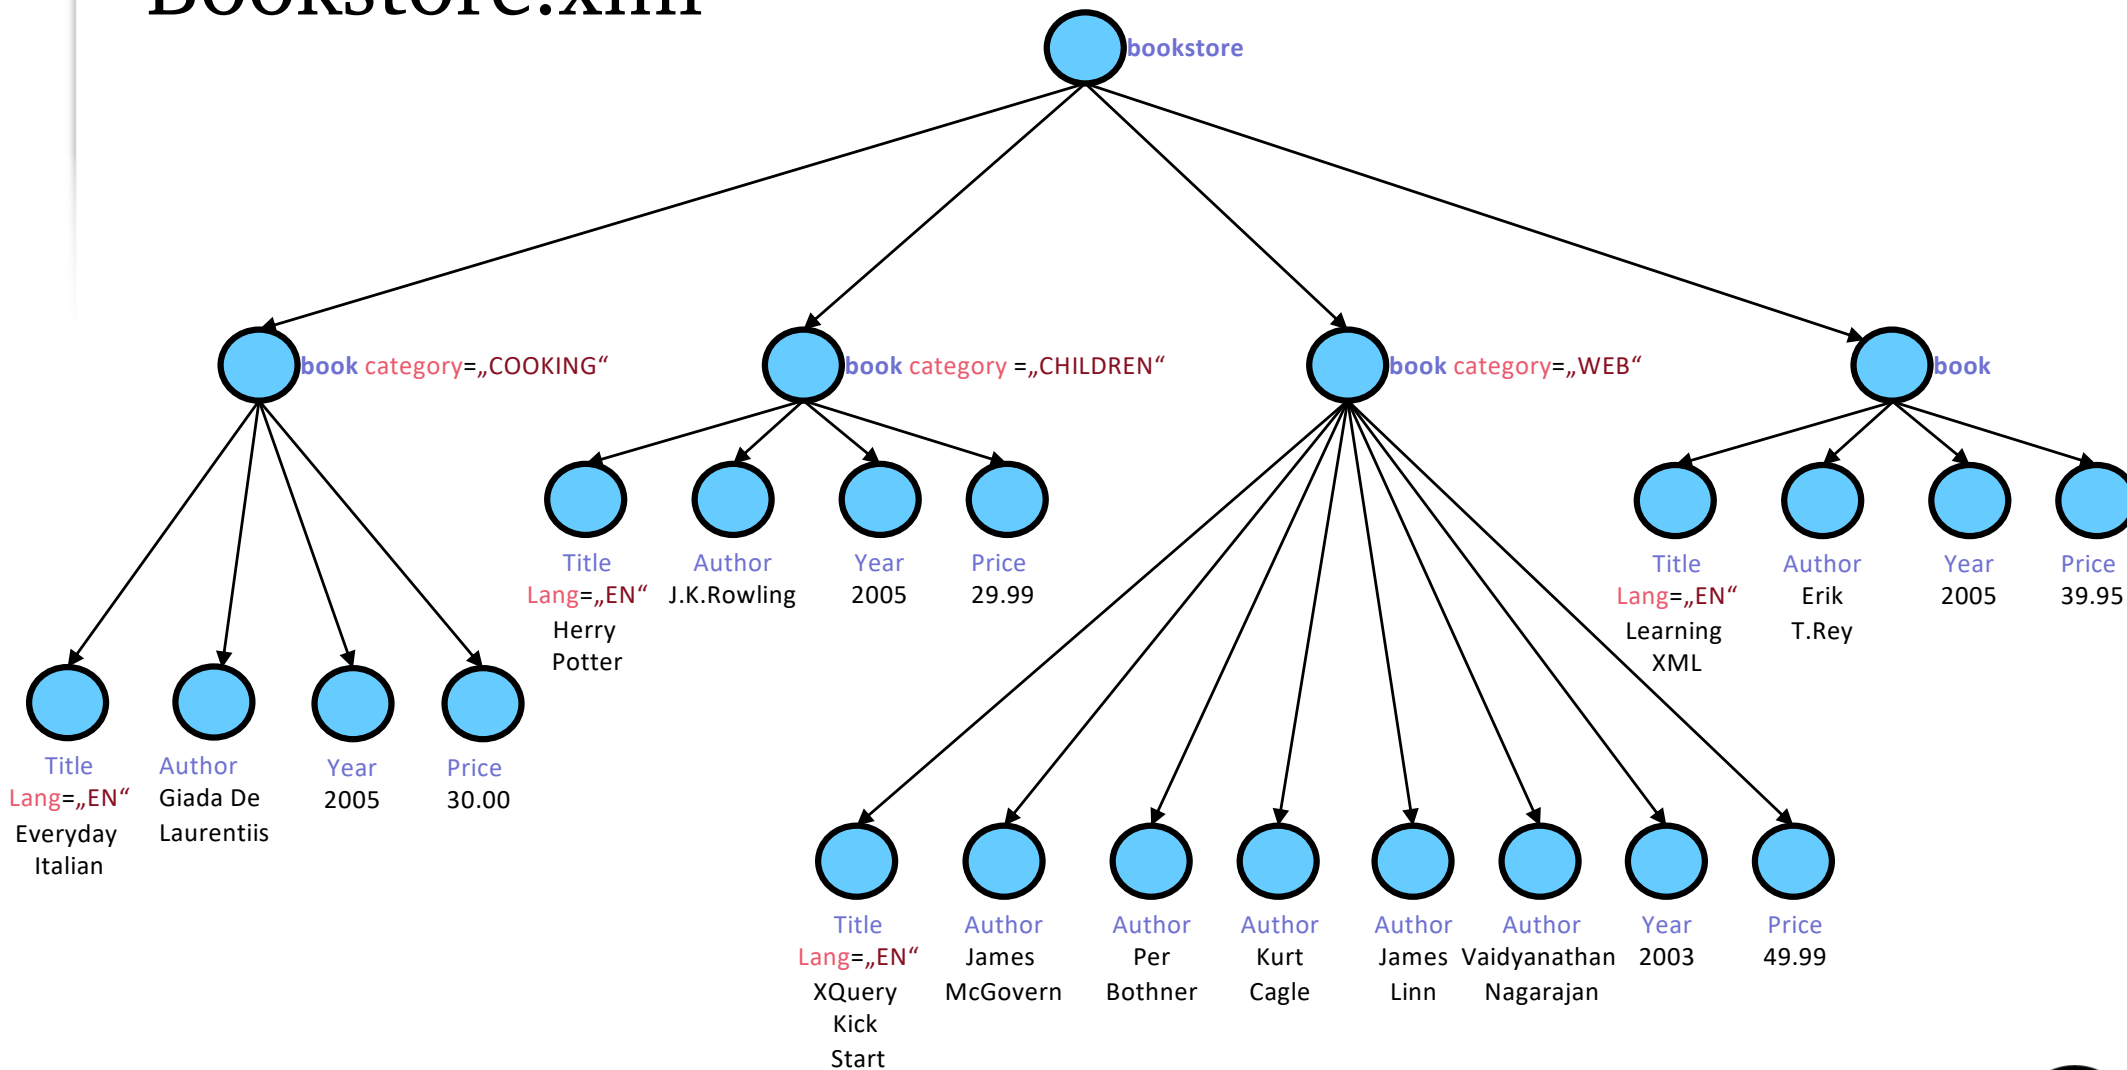 Bookstore.xml
bookstore
book category=„COOKING“
book category =„CHILDREN“
book category=„WEB“
book
Title
Lang=„EN“
Everyday
Italian
Author
Giada De
Laurentiis
Year
2005
Price
30.00
Title
Lang=„EN“
Herry
Potter
Author
J.K.Rowling
Year
2005
Price
29.99
Title
Lang=„EN“
XQuery
Kick
Start
Author
James
McGovern
Author
Per
Bothner
Author
Kurt
Cagle
Author
James
Linn
Author
Vaidyanathan
Nagarajan
Year
2003
Price
49.99
Title
Lang=„EN“
Learning
XML
Author
Erik
T.Rey
Year
2005
Price
39.95